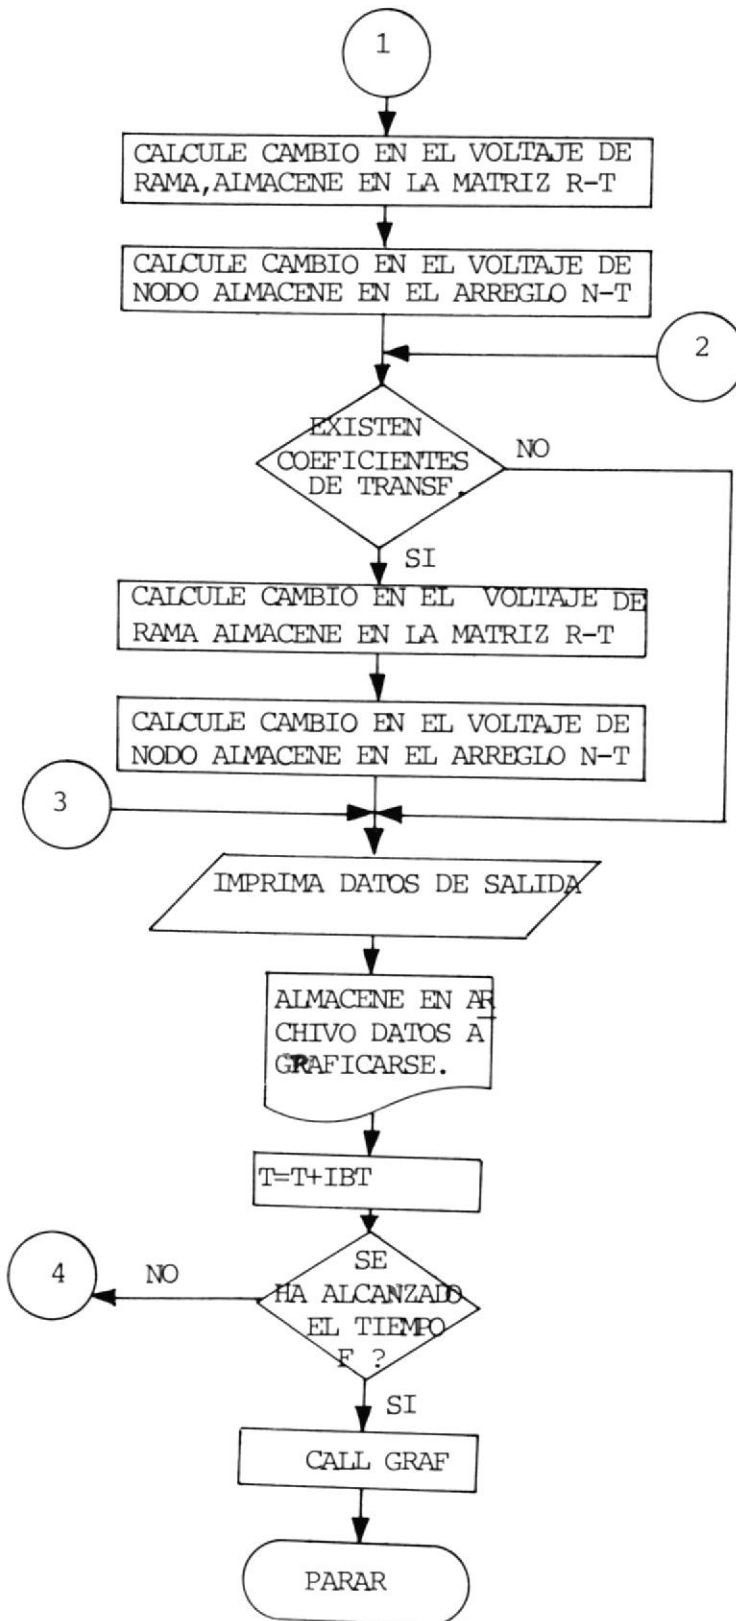 1
CALCULE CAMBIO EN EL VOLTAJE DE
RAMA,ALMACENE EN LA MATRIZ R-T
CALCULE CAMBIO EN EL VOLTAJE DE
NODO ALMACENE EN EL ARREGLO N-T
2
EXISTEN
COEFICIENTES
DE TRANSF.
NO
SI
CALCULE CAMBIO EN EL VOLTAJE DE
RAMA ALMACENE EN LA MATRIZ R-T
CALCULE CAMBIO EN EL VOLTAJE DE
NODO ALMACENE EN EL ARREGLO N-T
3
IMPRIMA DATOS DE SALIDA
ALMACENE EN AR
CHIVO DATOS A
GRAFICARSE.
T=T+IBT
SE
HA ALCANZADO
EL TIEMPO
F ?
NO
4
SI
CALL GRAF
PARAR